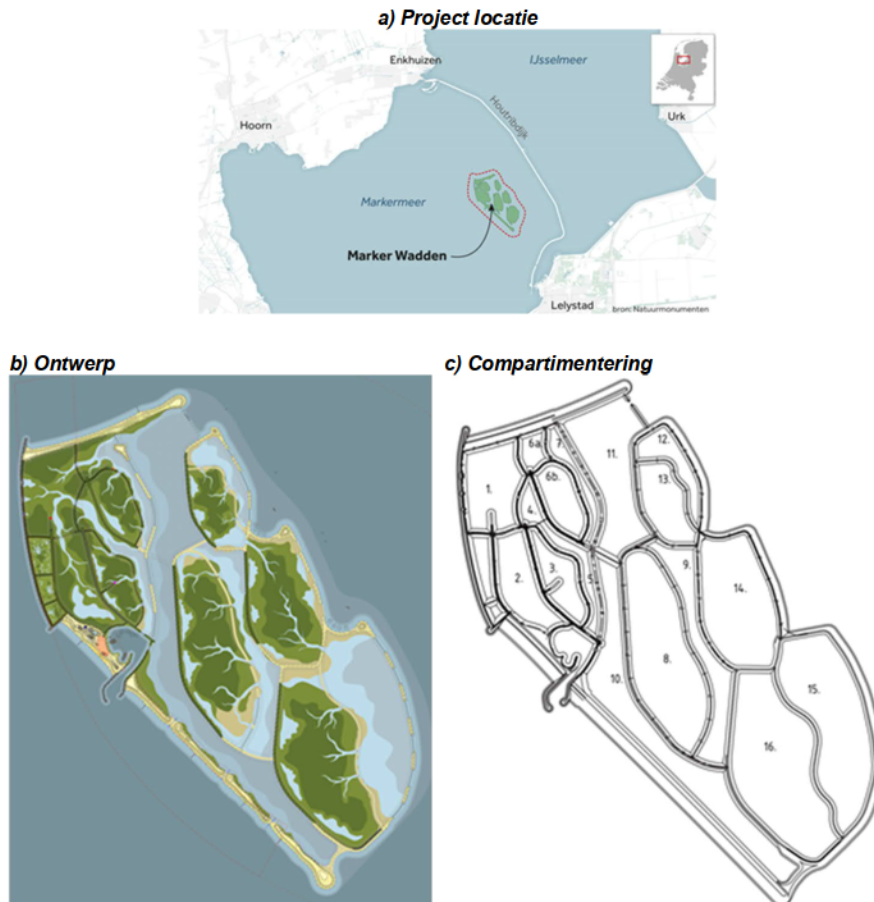 a) Project locatie
Enkhuizen
IJsselmeer
Houtribdijk
Urk
Hoorn
Markermeer
Marker Wadden
Lelystad
bron: Natuurmonumenten
b) Ontwerp
c) Compartimentering
6a.
7.
11.
12.
13.
6b.
1.
4.
9.
3.
2.
5.
14.
10.
8.
15.
16.